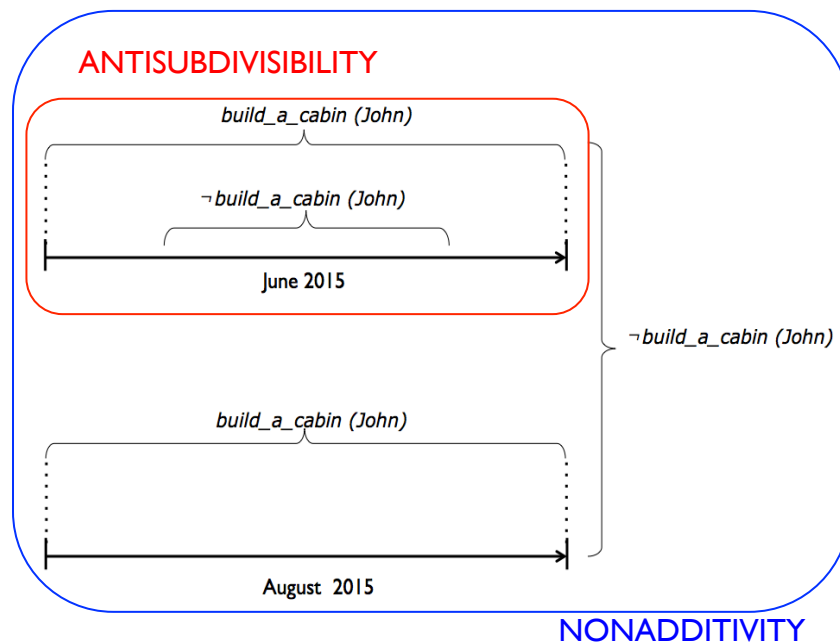 ANTISUBDIVISIBILITY
build_a_cabin (John)
¬build_a_cabin (John)
June 2015
¬build_a_cabin (John)
build_a_cabin (John)
August 2015
NONADDITIVITY